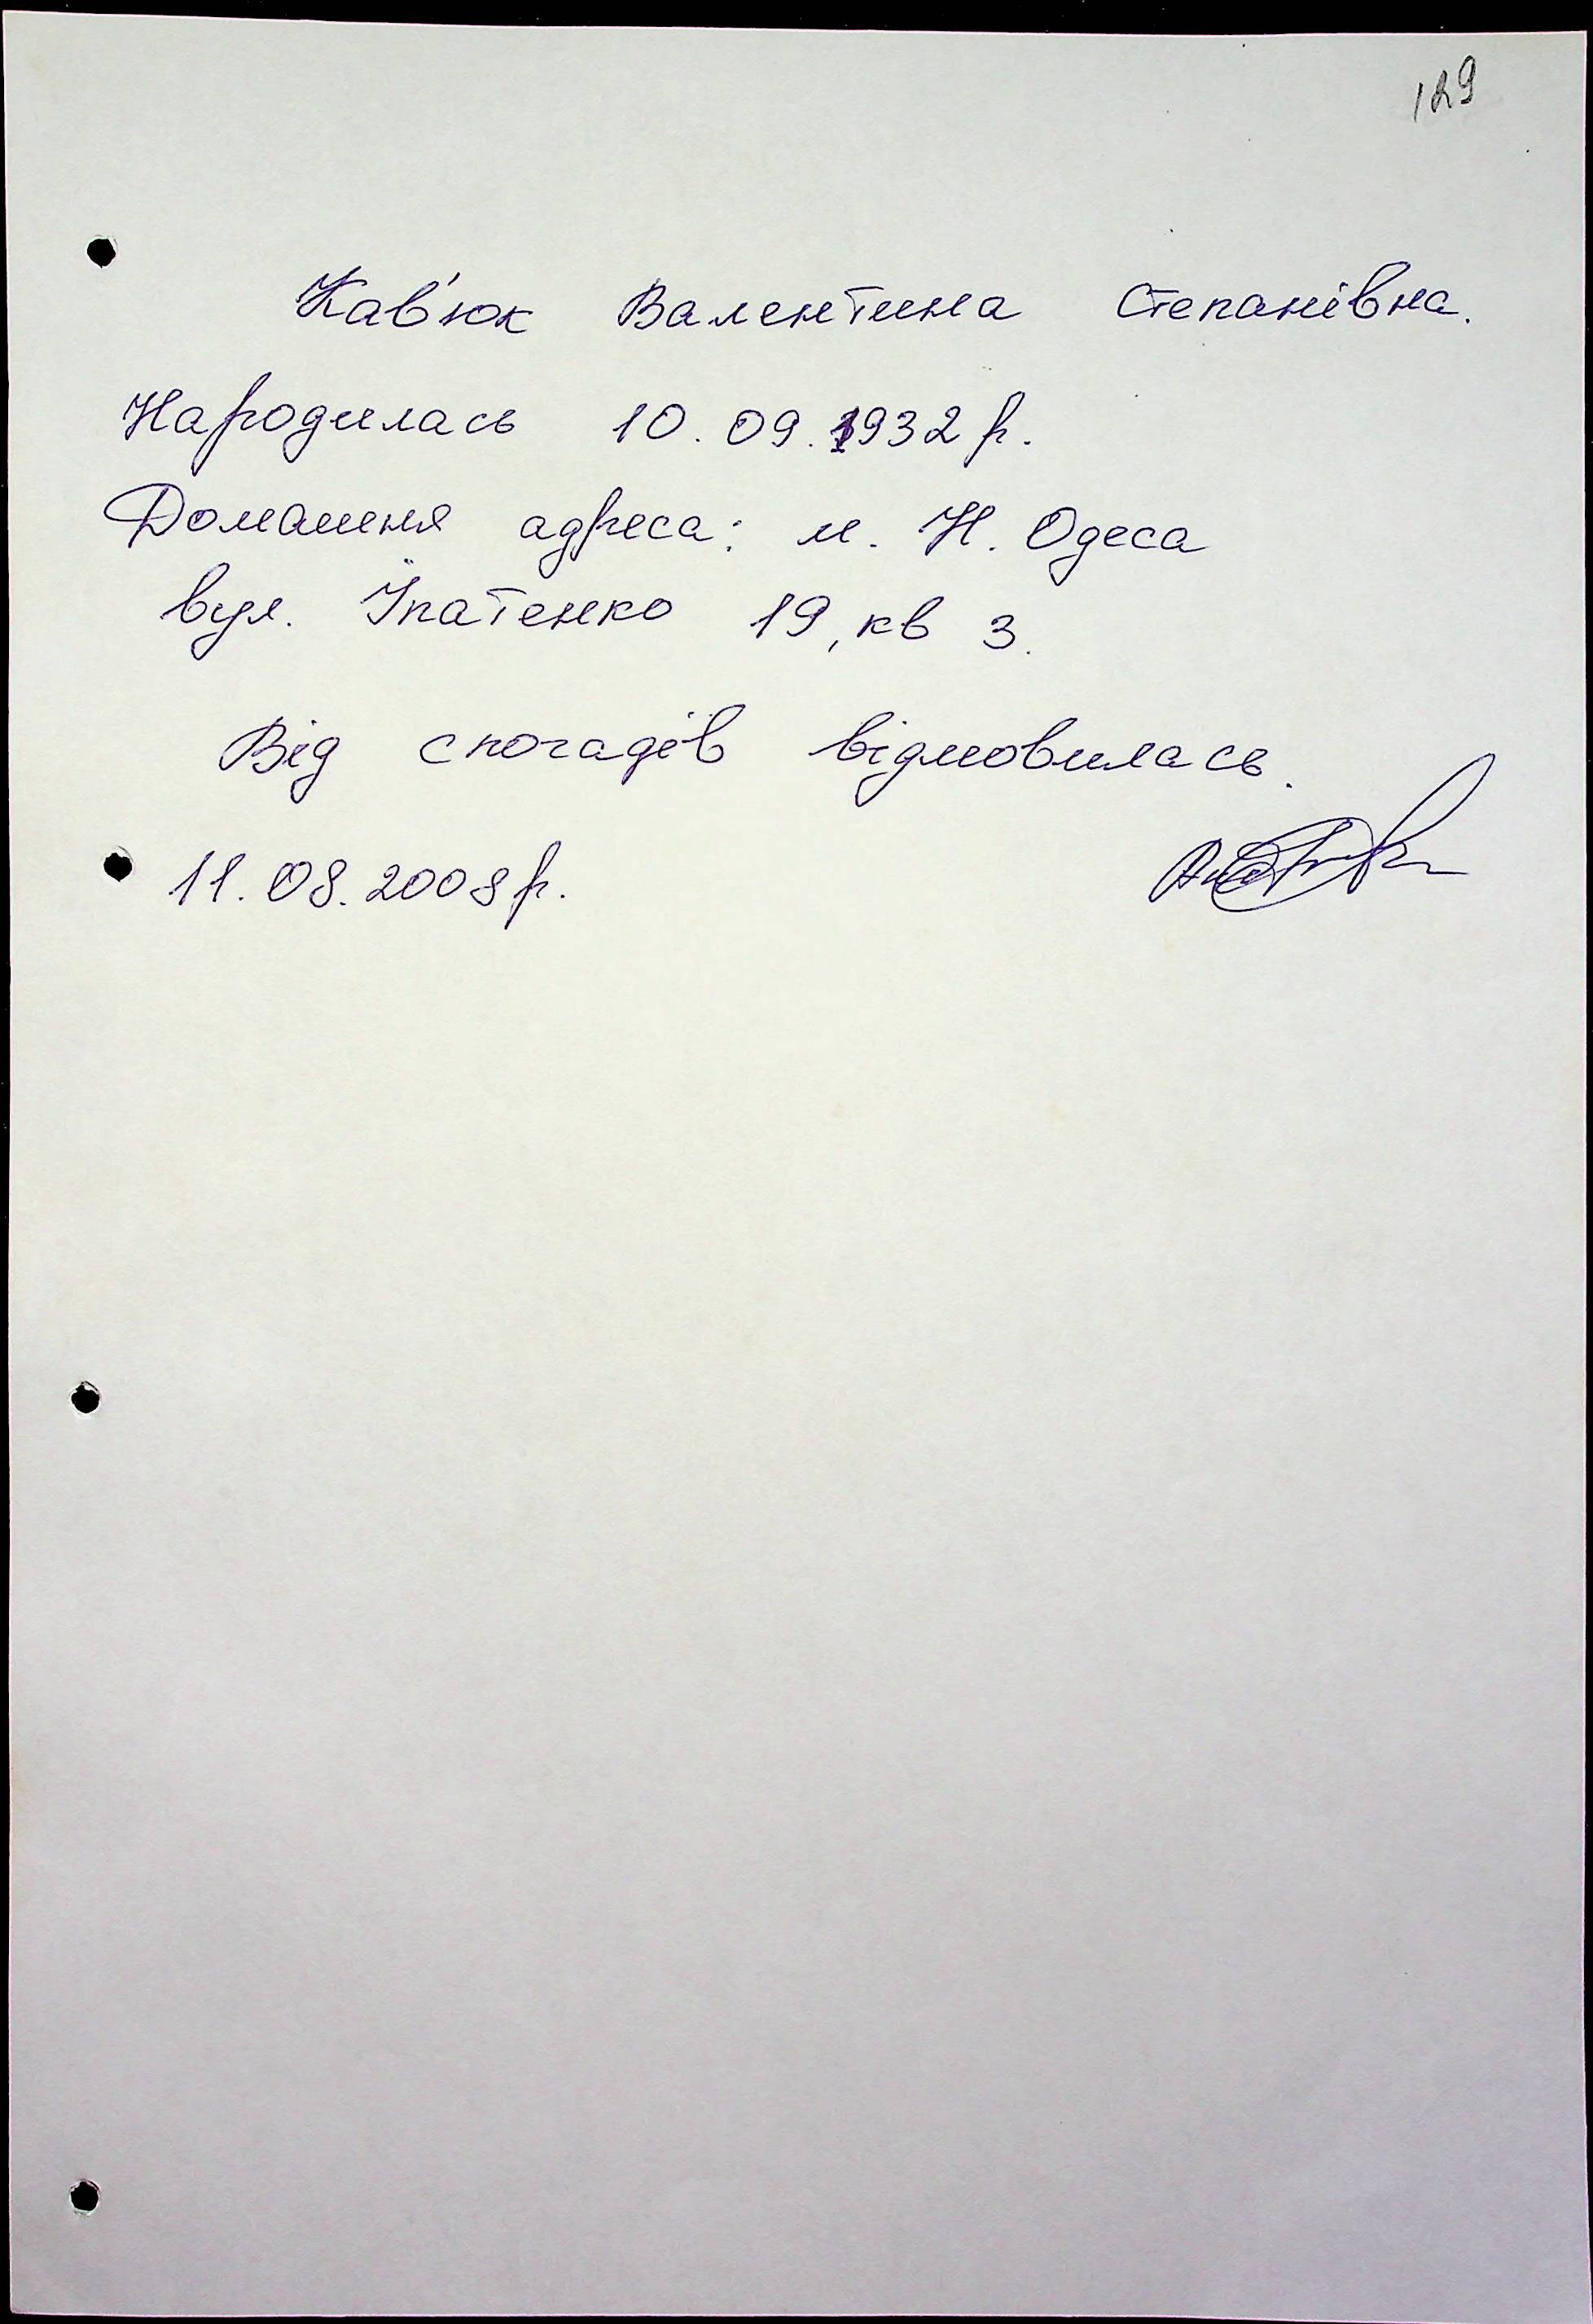 129
Кав'юк Валентина Степанівна.
Народилась 10.09.1932 р.
Домашня адреса: м. Н. Одеса
вул. Іпатенко 19, кв 3.
Від спогадів відмовилась.
11.08.2008 р.